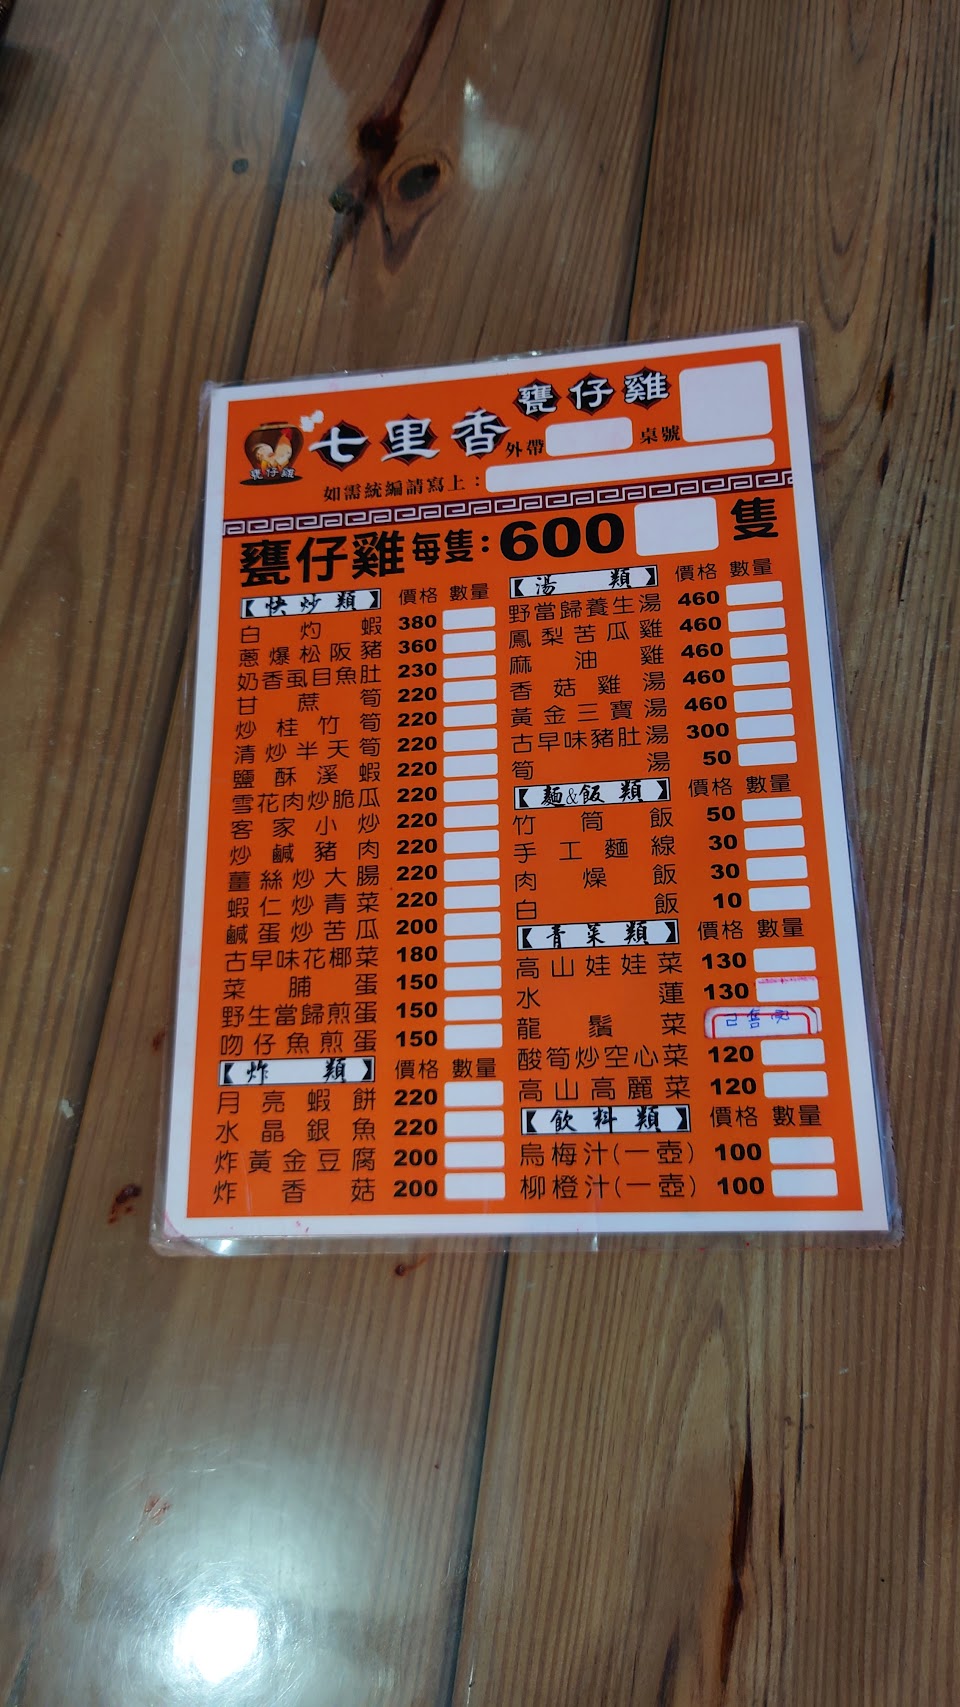 七里香 甕仔雞
甕仔雞
外帶 桌號
如需統編請寫上：
甕仔雞每隻：600 隻
【快炒類】 價格 數量
白灼蝦 380
蔥爆松阪豬 360
奶香虱目魚肚 230
甘蔗筍 220
炒桂竹筍 220
清炒半天筍 220
鹽酥溪蝦 220
雪花肉炒脆瓜 220
客家小炒 220
炒鹹豬肉 220
薑絲炒大腸 220
蝦仁炒青菜 220
鹹蛋炒苦瓜 200
古早味花椰菜 180
菜脯蛋 150
野生當歸煎蛋 150
吻仔魚煎蛋 150
【炸類】 價格 數量
月亮蝦餅 220
水晶銀魚 220
炸黃金豆腐 200
炸香菇 200
【湯類】 價格 數量
野當歸養生湯 460
鳳梨苦瓜雞 460
麻油雞 460
香菇雞湯 460
黃金三寶湯 460
古早味豬肚湯 300
筍湯 50
【麵&飯類】 價格 數量
竹筒飯 50
手工麵線 30
肉燥飯 30
白飯 10
【青菜類】 價格 數量
高山娃娃菜 130
水蓮 130
龍鬚菜 已售完
酸筍炒空心菜 120
高山高麗菜 120
【飲料類】 價格 數量
烏梅汁(一壺) 100
柳橙汁(一壺) 100